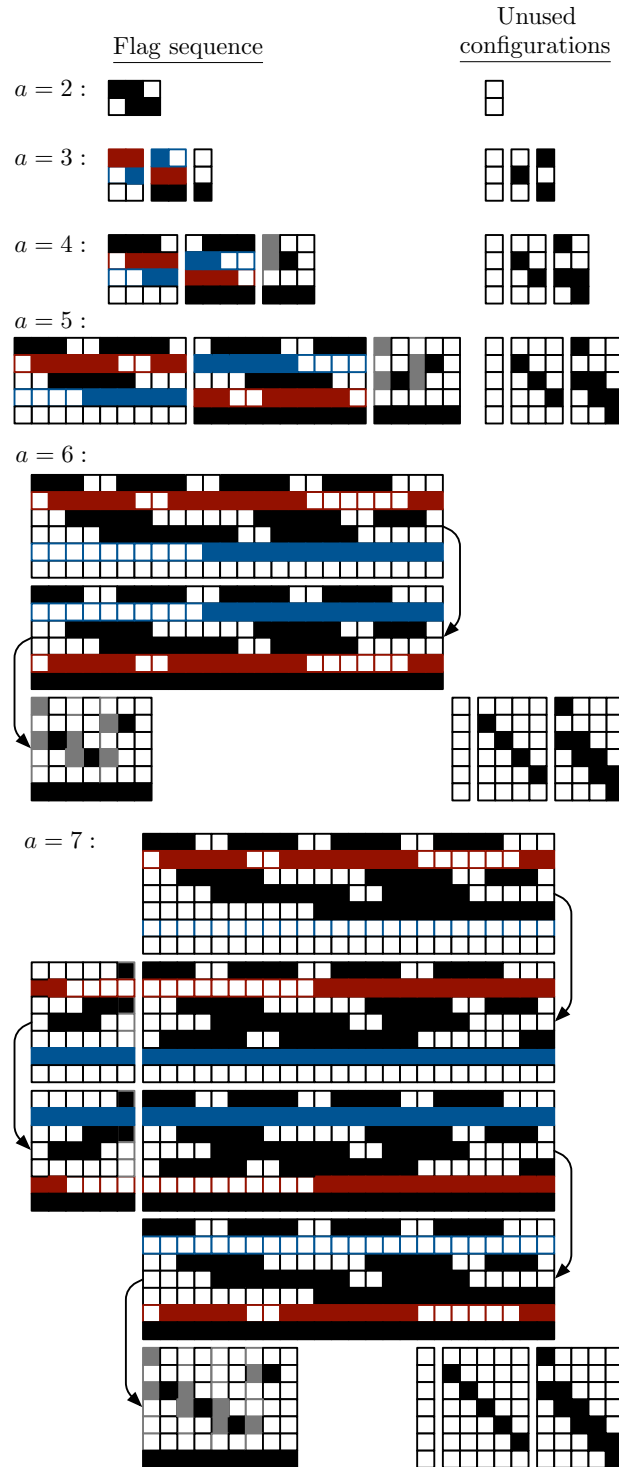 Unused
Flag sequence configurations
a = 2 :
a = 3 :
a = 4 :
a = 5 :
a = 6 :
a = 7 :